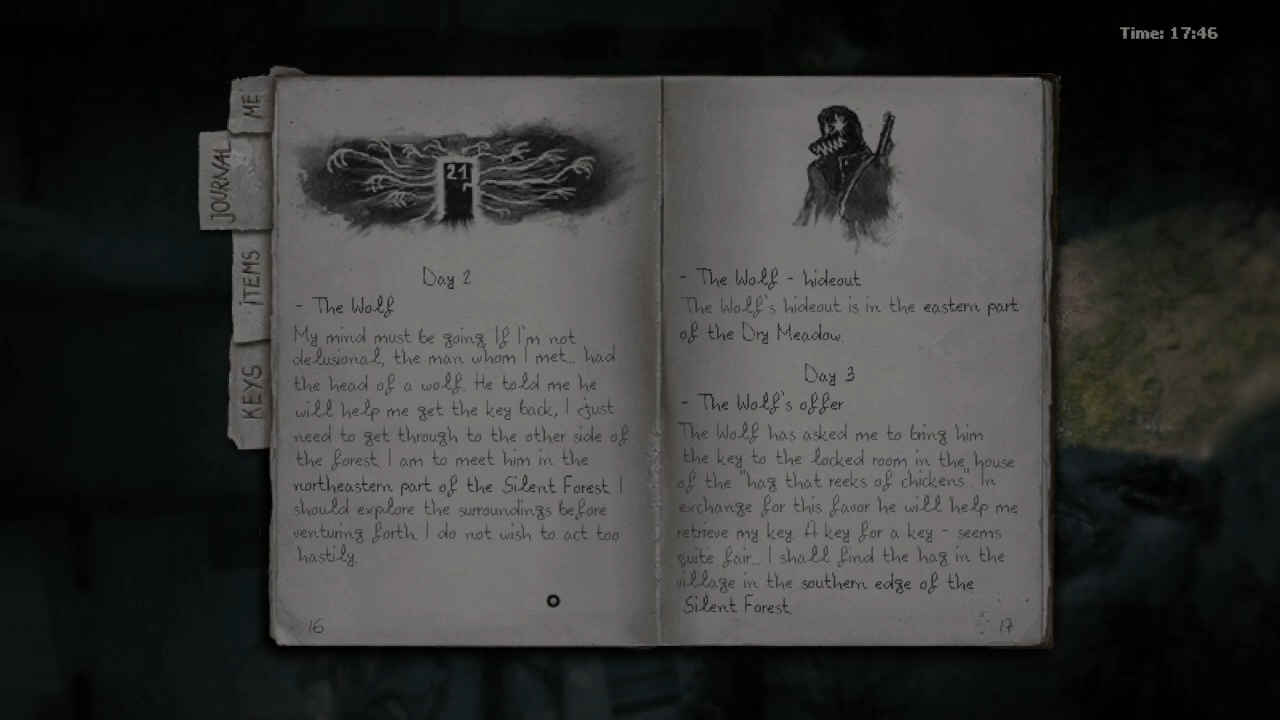 Time: 17:46
ME
JOURNAL
ITEMS
KEYS
21
Day 2
- The Wolf
My mind must be going. If I'm not
delusional, the man whom I met... had
the head of a wolf. He told me he
will help me get the key back, I just
need to get through to the other side of
the forest. I am to meet him in the
northeastern part of the Silent Forest. I
should explore the surroundings before
venturing forth. I do not wish to act too
hastily.
16
- The Wolf - hideout
The Wolf's hideout is in the eastern part
of the Dry Meadow.
Day 3
- The Wolf's offer
The Wolf has asked me to bring him
the key to the locked room in the house
of the "hag that reeks of chickens". In
exchange for this favor he will help me
retrieve my key. A key for a key - seems
quite fair... I shall find the hag in the
village in the southern edge of the
Silent Forest.
17